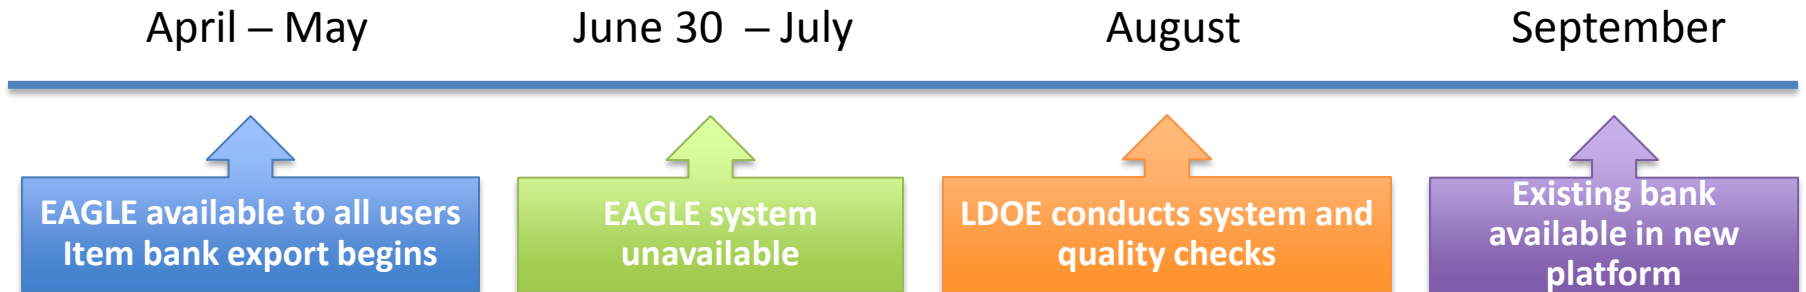 April – May
June 30 – July
August
September
EAGLE available to all users
Item bank export begins
EAGLE system
unavailable
LDOE conducts system and
quality checks
Existing bank
available in new
platform